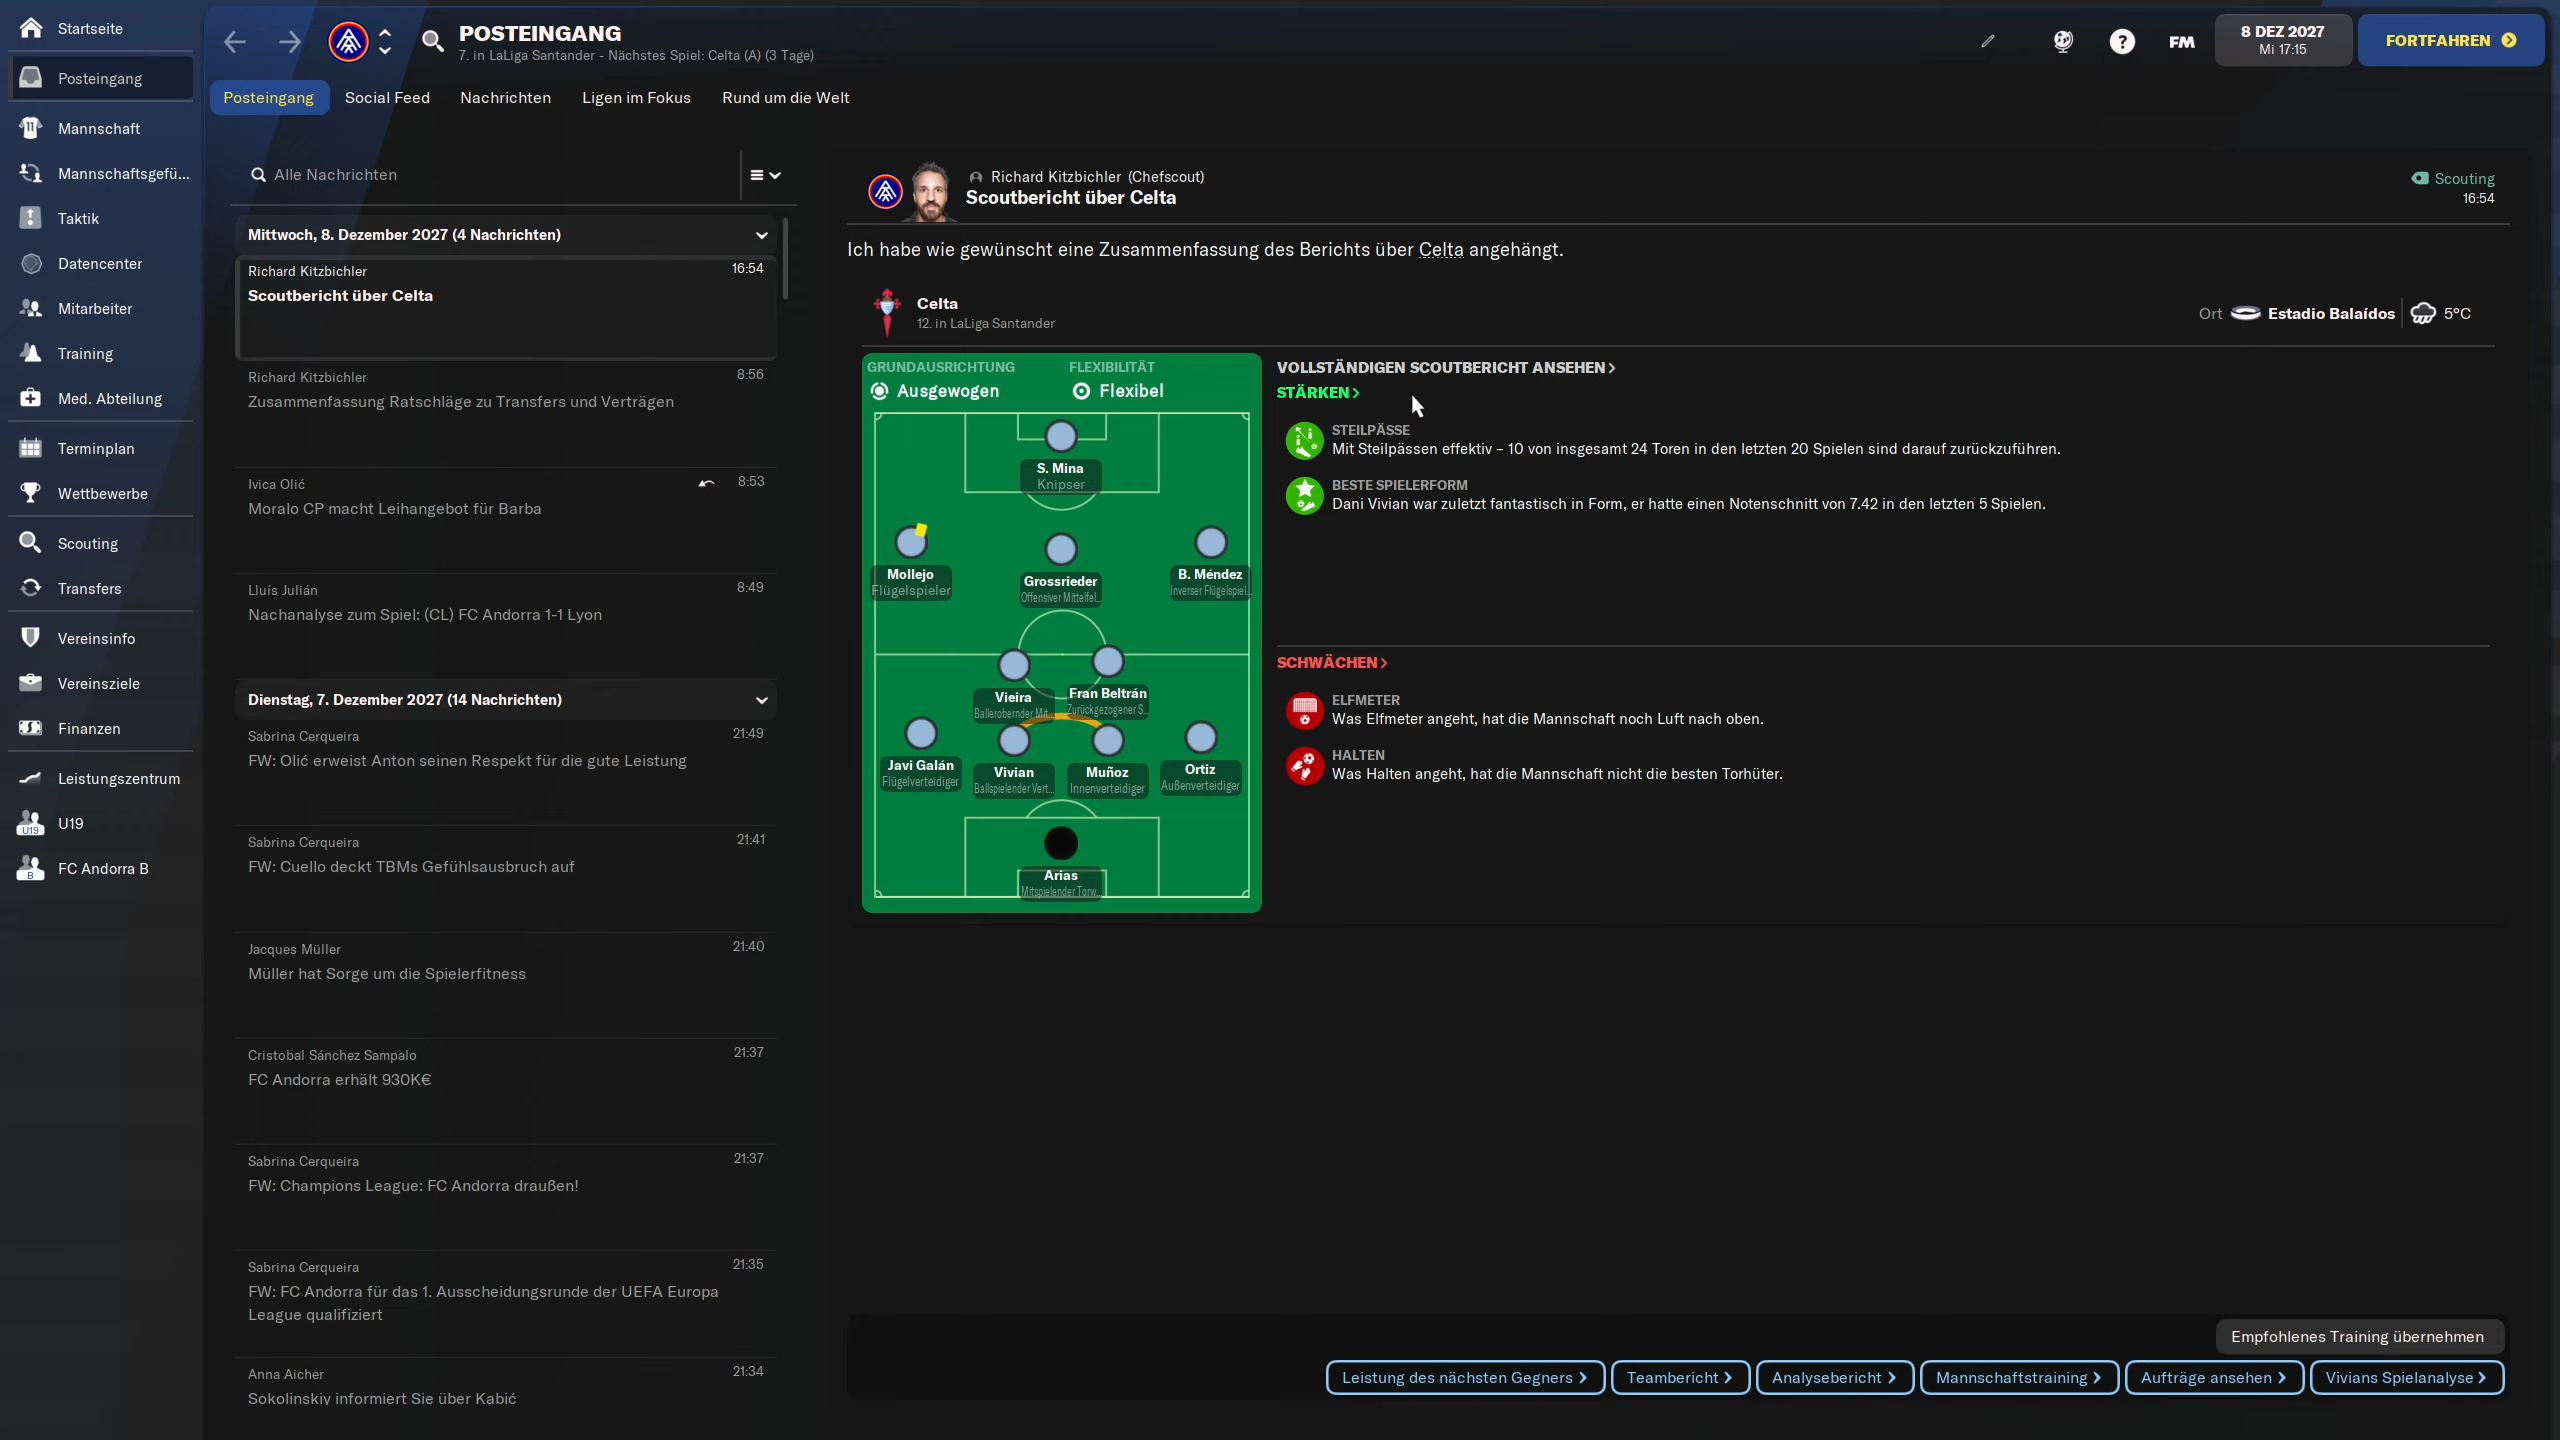 Startseite
Posteingang
Mannschaft
Mannschaftsgefü...
Taktik
Datencenter
Mitarbeiter
Training
Med. Abteilung
Terminplan
Wettbewerbe
Scouting
Transfers
Vereinsinfo
Vereinsziele
Finanzen
Leistungszentrum
U19
U19
B
FC Andorra B
POSTEINGANG
7. in LaLiga Santander - Nächstes Spiel: Celta (A) (3 Tage)
FM
8 DEZ 2027
Mi 17:15
FORTFAHREN
Posteingang
Social Feed
Nachrichten
Ligen im Fokus
Rund um die Welt
Alle Nachrichten
Mittwoch, 8. Dezember 2027 (4 Nachrichten)
Richard Kitzbichler 16:54
Scoutbericht über Celta
Richard Kitzbichler 8:56
Zusammenfassung Ratschläge zu Transfers und Verträgen
Ivica Olić 8:53
Moralo CP macht Leihangebot für Barba
Lluís Julián 8:49
Nachanalyse zum Spiel: (CL) FC Andorra 1-1 Lyon
Dienstag, 7. Dezember 2027 (14 Nachrichten)
Sabrina Cerqueira 21:49
FW: Olić erweist Anton seinen Respekt für die gute Leistung
Sabrina Cerqueira 21:41
FW: Cuello deckt TBMs Gefühlsausbruch auf
Jacques Müller 21:40
Müller hat Sorge um die Spielerfitness
Cristobal Sánchez Sampalo 21:37
FC Andorra erhält 930K€
Sabrina Cerqueira 21:37
FW: Champions League: FC Andorra draußen!
Sabrina Cerqueira 21:35
FW: FC Andorra für das 1. Ausscheidungsrunde der UEFA Europa
League qualifiziert
Anna Aicher 21:34
Sokolinskiy informiert Sie über Kabić
Richard Kitzbichler (Chefscout)
Scoutbericht über Celta
Scouting
16:54
Ich habe wie gewünscht eine Zusammenfassung des Berichts über Celta angehängt.
Celta
12. in LaLiga Santander
Ort Estadio Balaídos 5°C
GRUNDAUSRICHTUNG FLEXIBILITÄT
Ausgewogen Flexibel
S. Mina
Knipser
Mollejo
Flügelspieler
Grossrieder
Offensiver Mittelfel...
B. Méndez
Inverser Flügelspiel...
Vieira
Ballerobernder Mit...
Fran Beltrán
Zurückgezogener S...
Javi Galán
Flügelverteidiger
Vivian
Ballspielender Vert...
Muñoz
Innenverteidiger
Ortiz
Außenverteidiger
Arias
Mitspielender Torw...
VOLLSTÄNDIGEN SCOUTBERICHT ANSEHEN
STÄRKEN
STEILPÄSSE
Mit Steilpässen effektiv – 10 von insgesamt 24 Toren in den letzten 20 Spielen sind darauf zurückzuführen.
BESTE SPIELERFORM
Dani Vivian war zuletzt fantastisch in Form, er hatte einen Notenschnitt von 7.42 in den letzten 5 Spielen.
SCHWÄCHEN
ELFMETER
Was Elfmeter angeht, hat die Mannschaft noch Luft nach oben.
HALTEN
Was Halten angeht, hat die Mannschaft nicht die besten Torhüter.
Empfohlenes Training übernehmen
Leistung des nächsten Gegners
Teambericht
Analysebericht
Mannschaftstraining
Aufträge ansehen
Vivians Spielanalyse